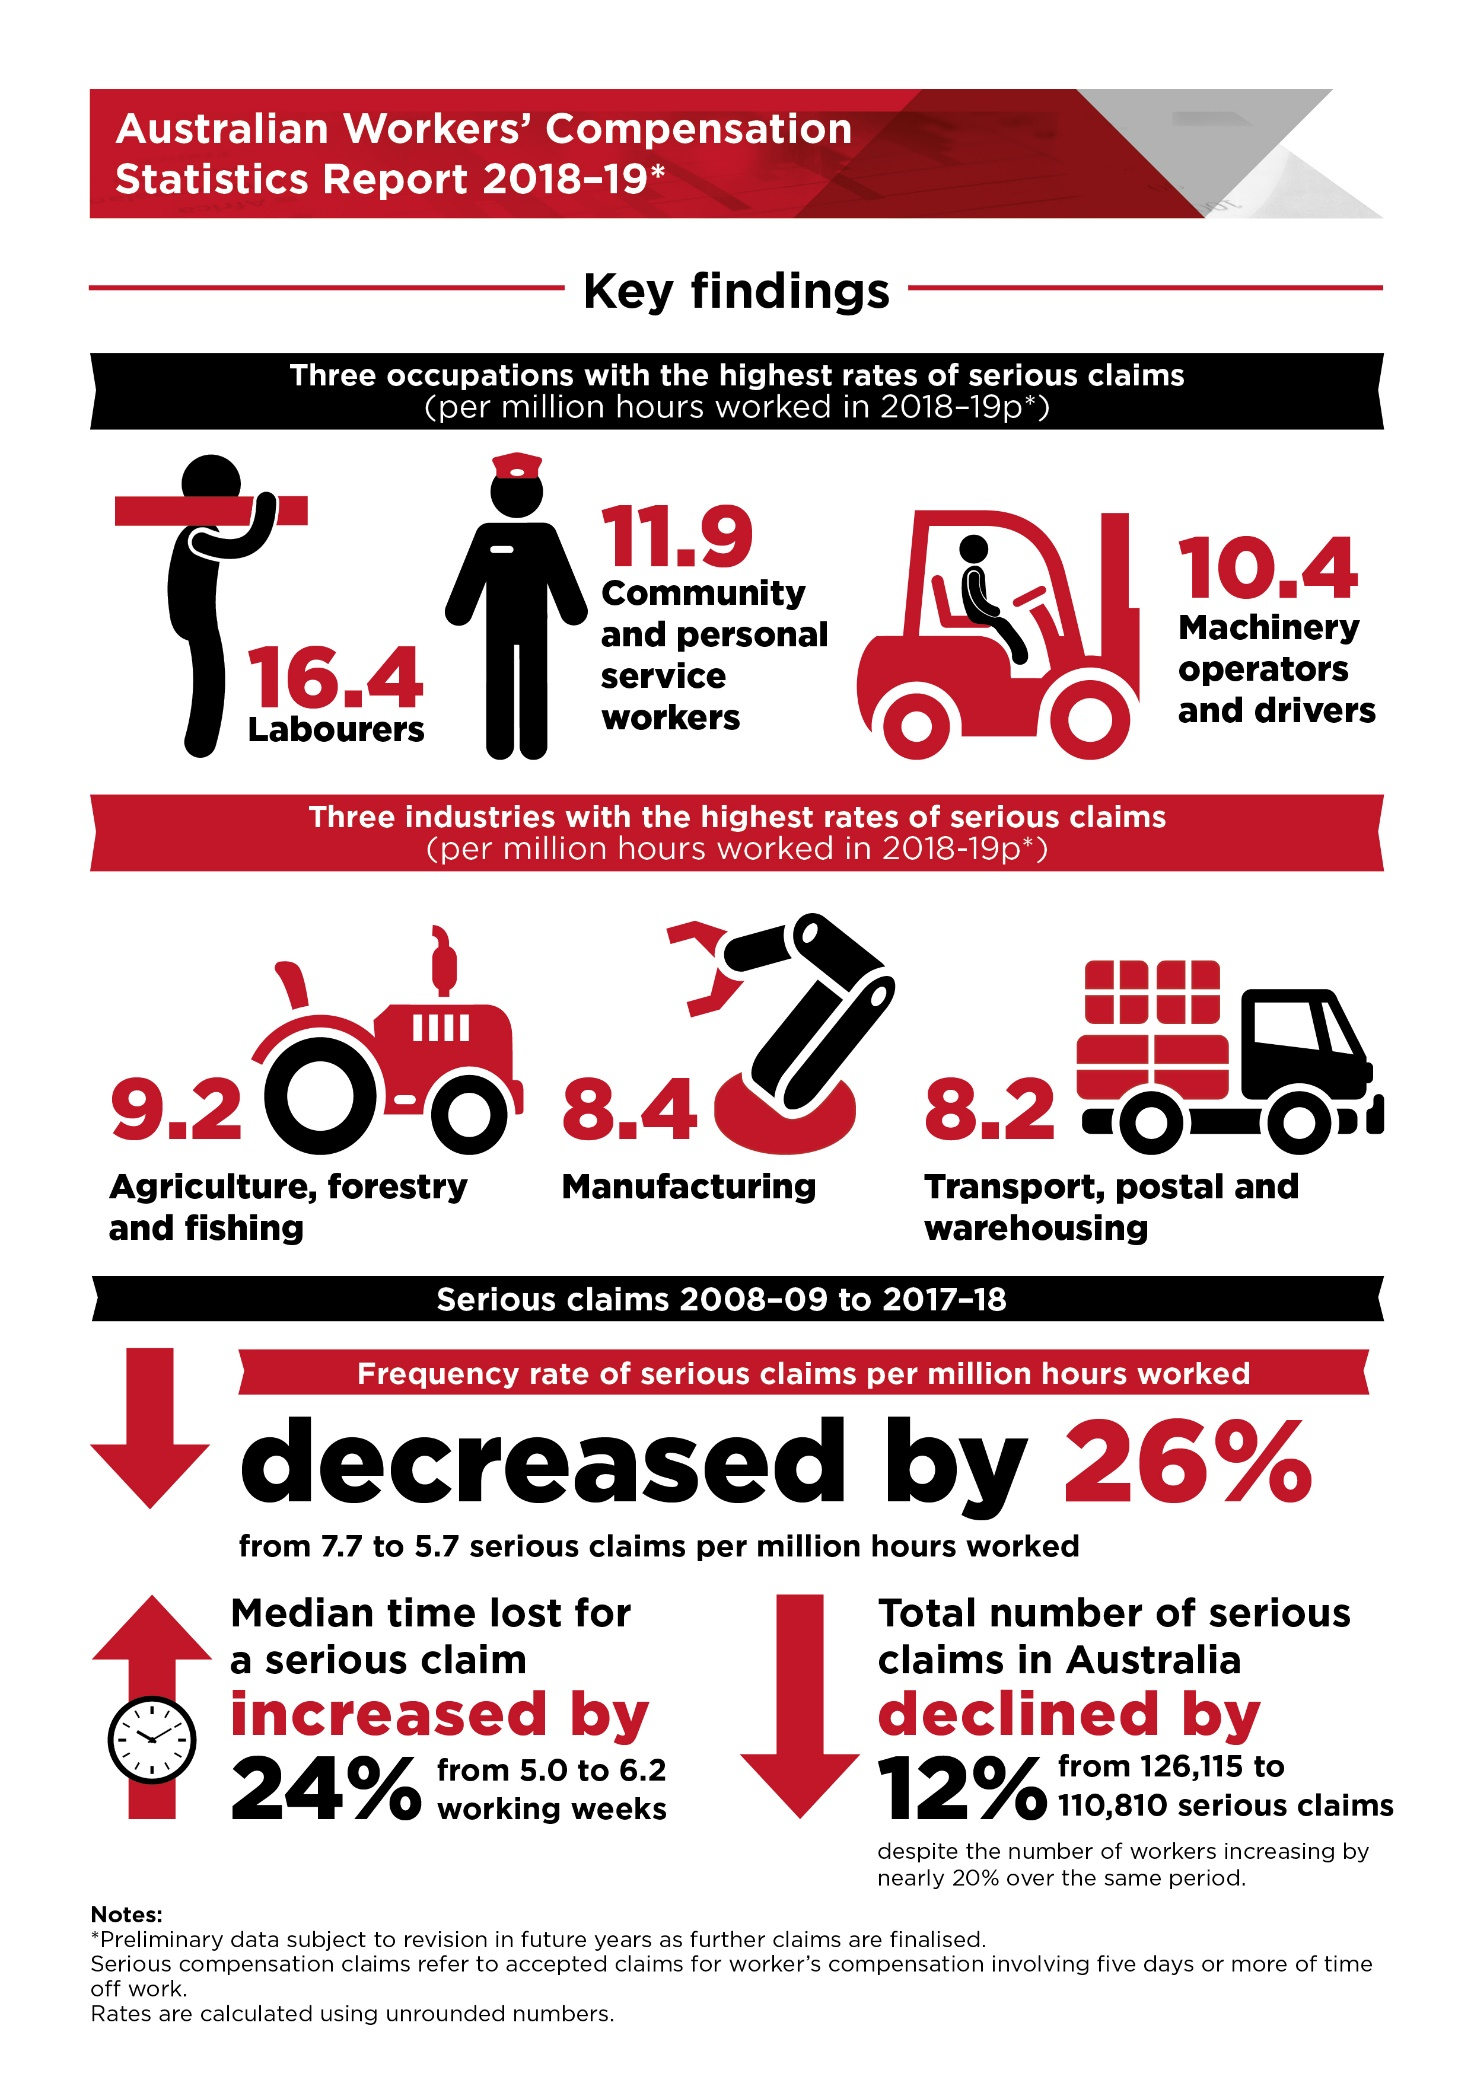 Australian Workers’ Compensation
Statistics Report 2018–19*
Key findings
Three occupations with the highest rates of serious claims
(per million hours worked in 2018–19p*)
16.4
Labourers
11.9
Community
and personal
service
workers
10.4
Machinery
operators
and drivers
Three industries with the highest rates of serious claims
(per million hours worked in 2018-19p*)
9.2
Agriculture, forestry
and fishing
8.4
Manufacturing
8.2
Transport, postal and
warehousing
Serious claims 2008–09 to 2017–18
Frequency rate of serious claims per million hours worked
decreased by 26%
from 7.7 to 5.7 serious claims per million hours worked
Median time lost for
a serious claim
increased by
24% from 5.0 to 6.2
working weeks
Total number of serious
claims in Australia
declined by
12% from 126,115 to
110,810 serious claims
despite the number of workers increasing by
nearly 20% over the same period.
Notes:
*Preliminary data subject to revision in future years as further claims are finalised.
Serious compensation claims refer to accepted claims for worker’s compensation involving five days or more of time
off work.
Rates are calculated using unrounded numbers.